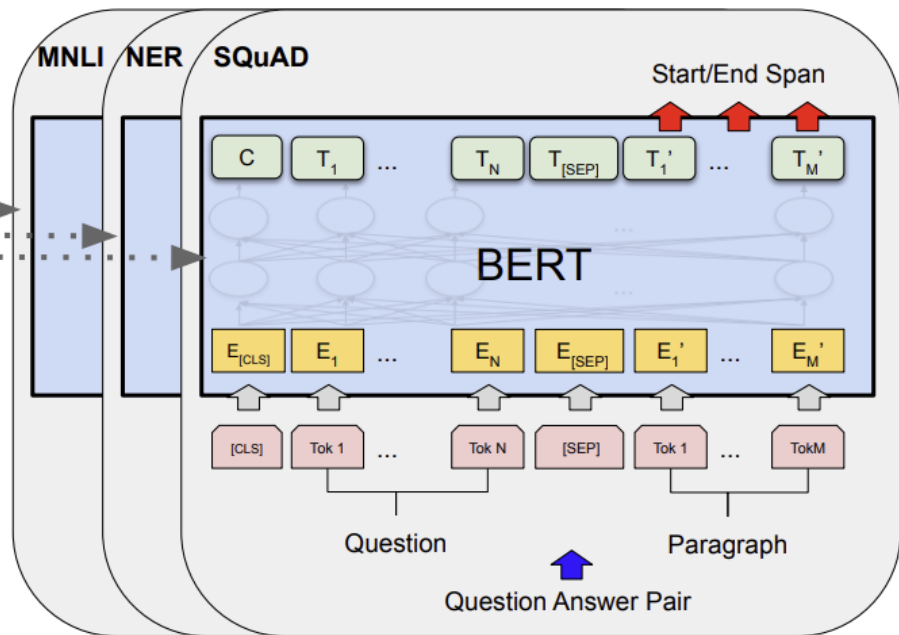 MNLI NER SQuAD
Start/End Span
C T1 ... TN T[SEP] T1' ... TM'
...
BERT
...
E[CLS] E1 ... EN E[SEP] E1' ... EM'
[CLS] Tok 1 ... Tok N [SEP] Tok 1 ... TokM
Question Paragraph
Question Answer Pair